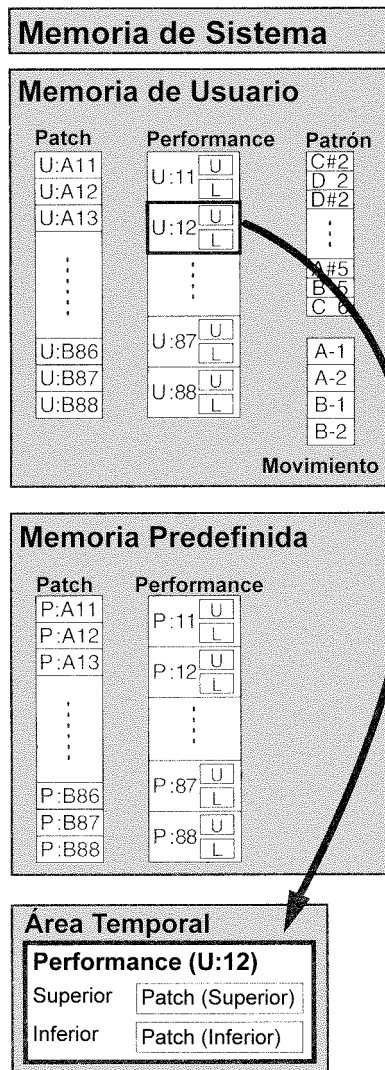 Memoria de Sistema
Memoria de Usuario
Patch Performance Patrón
U:A11
U:A12
U:A13
U:B86
U:B87
U:B88
U:11 U
L
U:12 U
L
U:87 U
L
U:88 U
L
C#2
D 2
D#2
A#5
B 5
C 6
A-1
A-2
B-1
B-2
Movimiento
Memoria Predefinida
Patch Performance
P:A11
P:A12
P:A13
P:B86
P:B87
P:B88
P:11 U
L
P:12 U
L
P:87 U
L
P:88 U
L
Área Temporal
Performance (U:12)
Superior Patch (Superior)
Inferior Patch (Inferior)